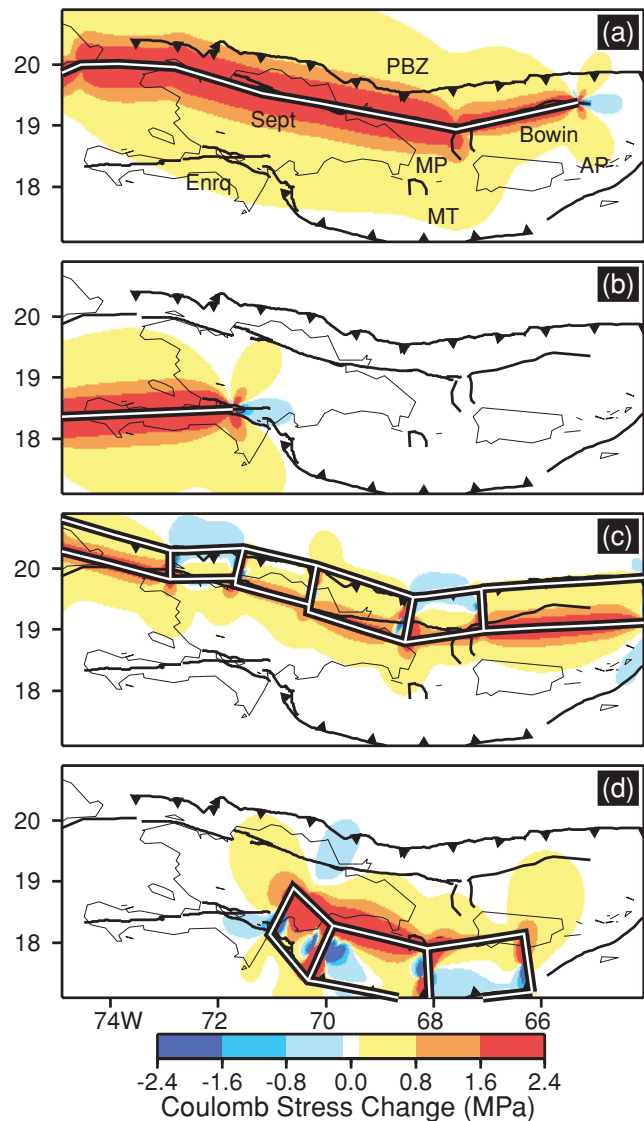 (a)
20
PBZ
19
Sept
Bowin
MP
AP
18
Enrq
MT
(b)
20
19
18
(c)
20
19
18
(d)
20
19
18
74W 72 70 68 66
-2.4 -1.6 -0.8 0.0 0.8 1.6 2.4
Coulomb Stress Change (MPa)